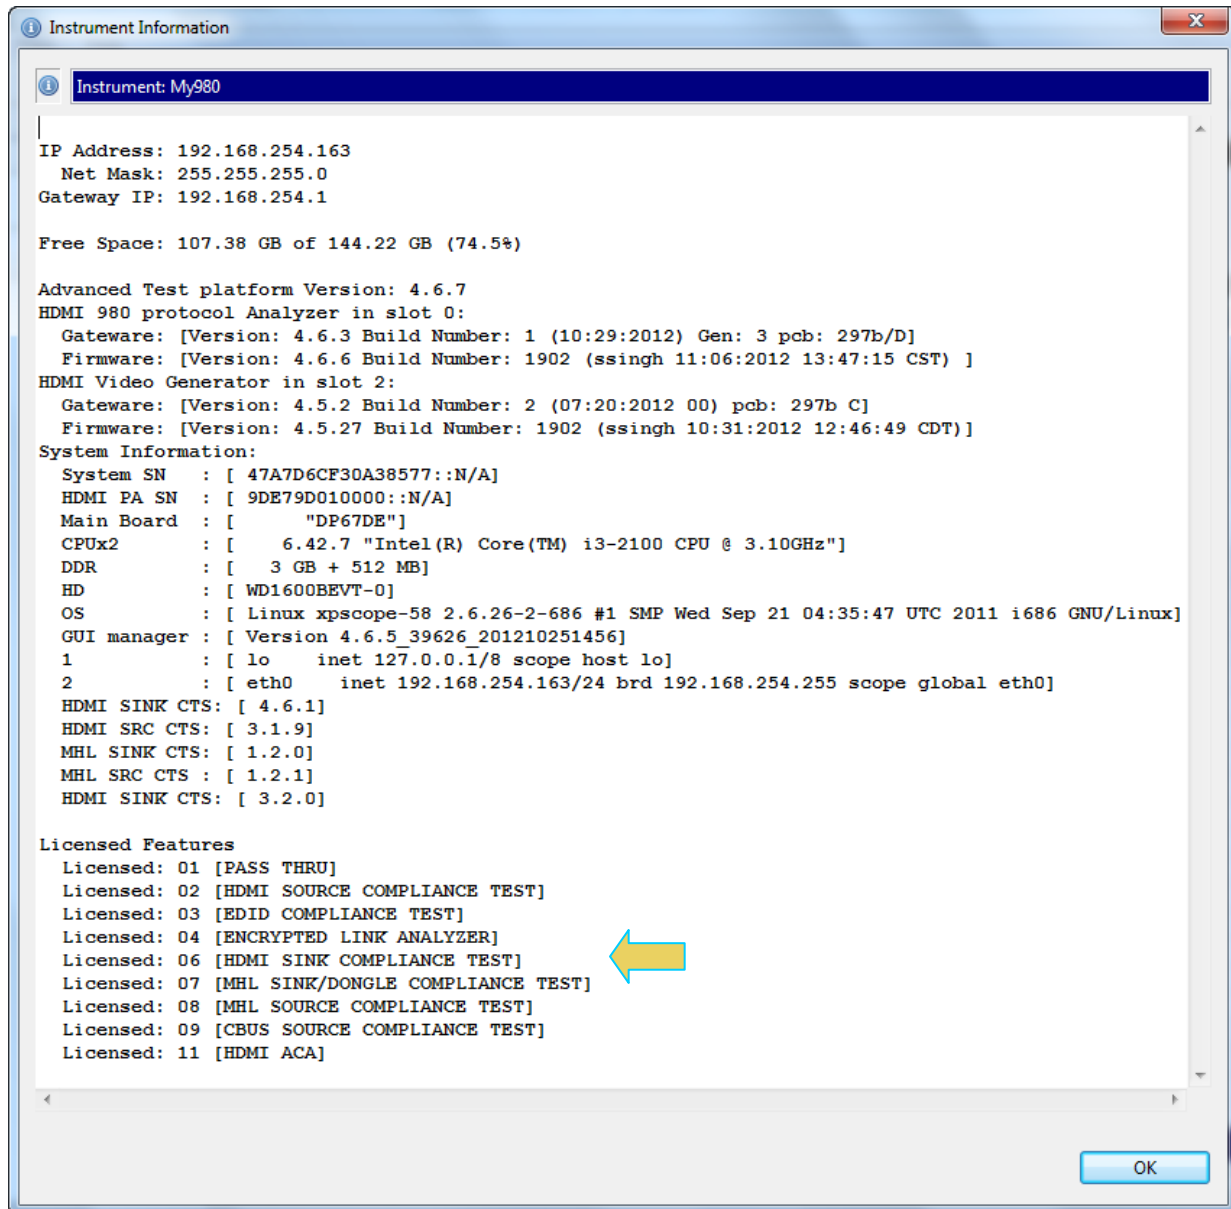 Instrument Information
Instrument: My980
IP Address: 192.168.254.163
Net Mask: 255.255.255.0
Gateway IP: 192.168.254.1
Free Space: 107.38 GB of 144.22 GB (74.5%)
Advanced Test platform Version: 4.6.7
HDMI 980 protocol Analyzer in slot 0:
Gateware: [Version: 4.6.3 Build Number: 1 (10:29:2012) Gen: 3 pcb: 297b/D]
Firmware: [Version: 4.6.6 Build Number: 1902 (ssingh 11:06:2012 13:47:15 CST) ]
HDMI Video Generator in slot 2:
Gateware: [Version: 4.5.2 Build Number: 2 (07:20:2012 00) pcb: 297b C]
Firmware: [Version: 4.5.27 Build Number: 1902 (ssingh 10:31:2012 12:46:49 CDT)]
System Information:
System SN : [ 47A7D6CF30A38577::N/A]
HDMI PA SN : [ 9DE79D010000::N/A]
Main Board : [ "DP67DE"]
CPUx2 : [ 6.42.7 "Intel(R) Core(TM) i3-2100 CPU @ 3.10GHz"]
DDR : [ 3 GB + 512 MB]
HD : [ WD1600BEVT-0]
OS : [ Linux xpscope-58 2.6.26-2-686 #1 SMP Wed Sep 21 04:35:47 UTC 2011 i686 GNU/Linux]
GUI manager : [ Version 4.6.5_39626_201210251456]
1 : [ lo inet 127.0.0.1/8 scope host lo]
2 : [ eth0 inet 192.168.254.163/24 brd 192.168.254.255 scope global eth0]
HDMI SINK CTS: [ 4.6.1]
HDMI SRC CTS: [ 3.1.9]
MHL SINK CTS: [ 1.2.0]
MHL SRC CTS : [ 1.2.1]
HDMI SINK CTS: [ 3.2.0]
Licensed Features
Licensed: 01 [PASS THRU]
Licensed: 02 [HDMI SOURCE COMPLIANCE TEST]
Licensed: 03 [EDID COMPLIANCE TEST]
Licensed: 04 [ENCRYPTED LINK ANALYZER]
Licensed: 06 [HDMI SINK COMPLIANCE TEST]
Licensed: 07 [MHL SINK/DONGLE COMPLIANCE TEST]
Licensed: 08 [MHL SOURCE COMPLIANCE TEST]
Licensed: 09 [CBUS SOURCE COMPLIANCE TEST]
Licensed: 11 [HDMI ACA]
OK